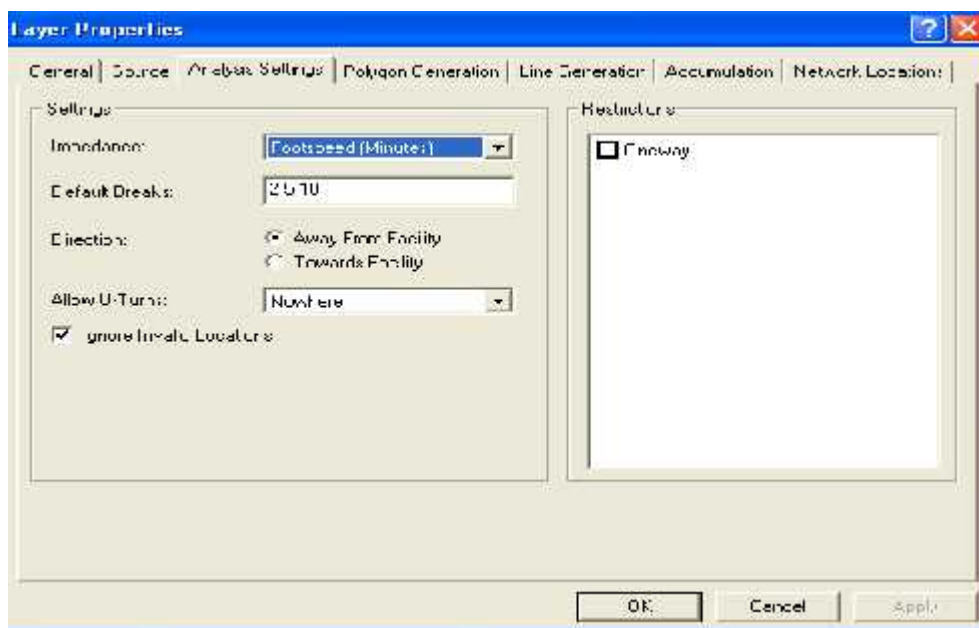 Layer Properties
General Source Analysis Settings Polygon Generation Line Generation Accumulation Network Locations
Settings
Restrictions
Impedance: Footspeed (Minutes)
Oneway
Default Breaks: 2 5 10
Direction: Away From Facility
Towards Facility
Allow U-Turns: Nowhere
Ignore Invalid Locations
OK Cancel Apply